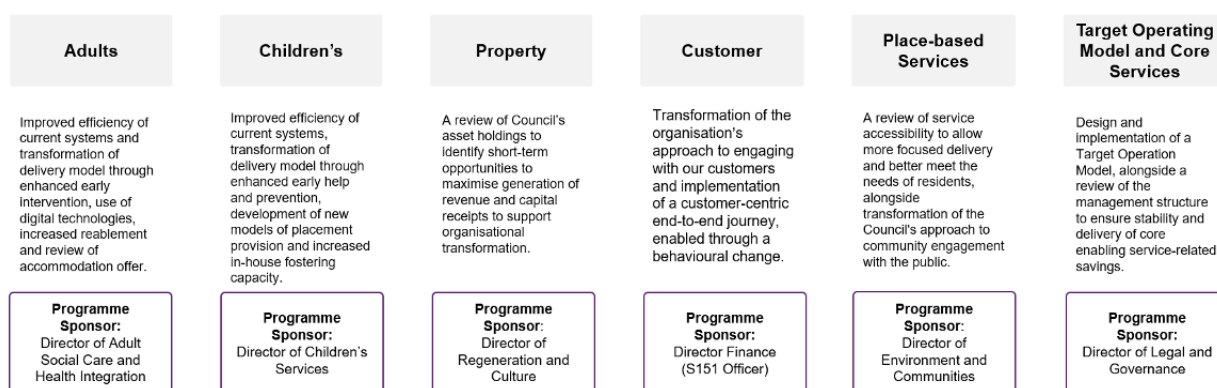 Adults
Improved efficiency of
current systems and
transformation of
delivery model through
enhanced early
intervention, use of
digital technologies,
increased reablement
and review of
accommodation offer.
Programme
Sponsor:
Director of Adult
Social Care and
Health Integration
Children's
Improved efficiency of
current systems,
transformation of
delivery model through
enhanced early help
and prevention,
development of new
models of placement
provision and increased
in-house fostering
capacity.
Programme
Sponsor:
Director of Children's
Services
Property
A review of Council's
asset holdings to
identify short-term
opportunities to
maximise generation of
revenue and capital
receipts to support
organisational
transformation.
Programme
Sponsor:
Director of
Regeneration and
Culture
Customer
Transformation of the
organisation's
approach to engaging
with our customers
and implementation
of a customer-centric
end-to-end journey,
enabled through a
behavioural change.
Programme
Sponsor:
Director Finance
(S151 Officer)
Place-based
Services
A review of service
accessibility to allow
more focused delivery
and better meet the
needs of residents,
alongside
transformation of the
Council's approach to
community engagement
with the public.
Programme
Sponsor:
Director of
Environment and
Communities
Target Operating
Model and Core
Services
Design and
implementation of a
Target Operation
Model, alongside a
review of the
management structure
to ensure stability and
delivery of core
enabling service-related
savings.
Programme
Sponsor:
Director of Legal and
Governance